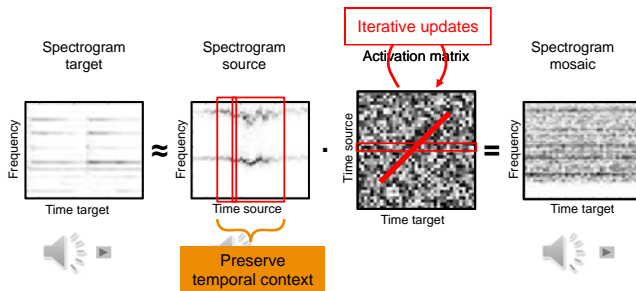 Iterative updates
Spectrogram
target
Spectrogram
source
Activation matrix
Spectrogram
mosaic
Frequency
Time target
≈
Frequency
Time source
·
Time source
Time target
=
Frequency
Time target
Preserve
temporal context